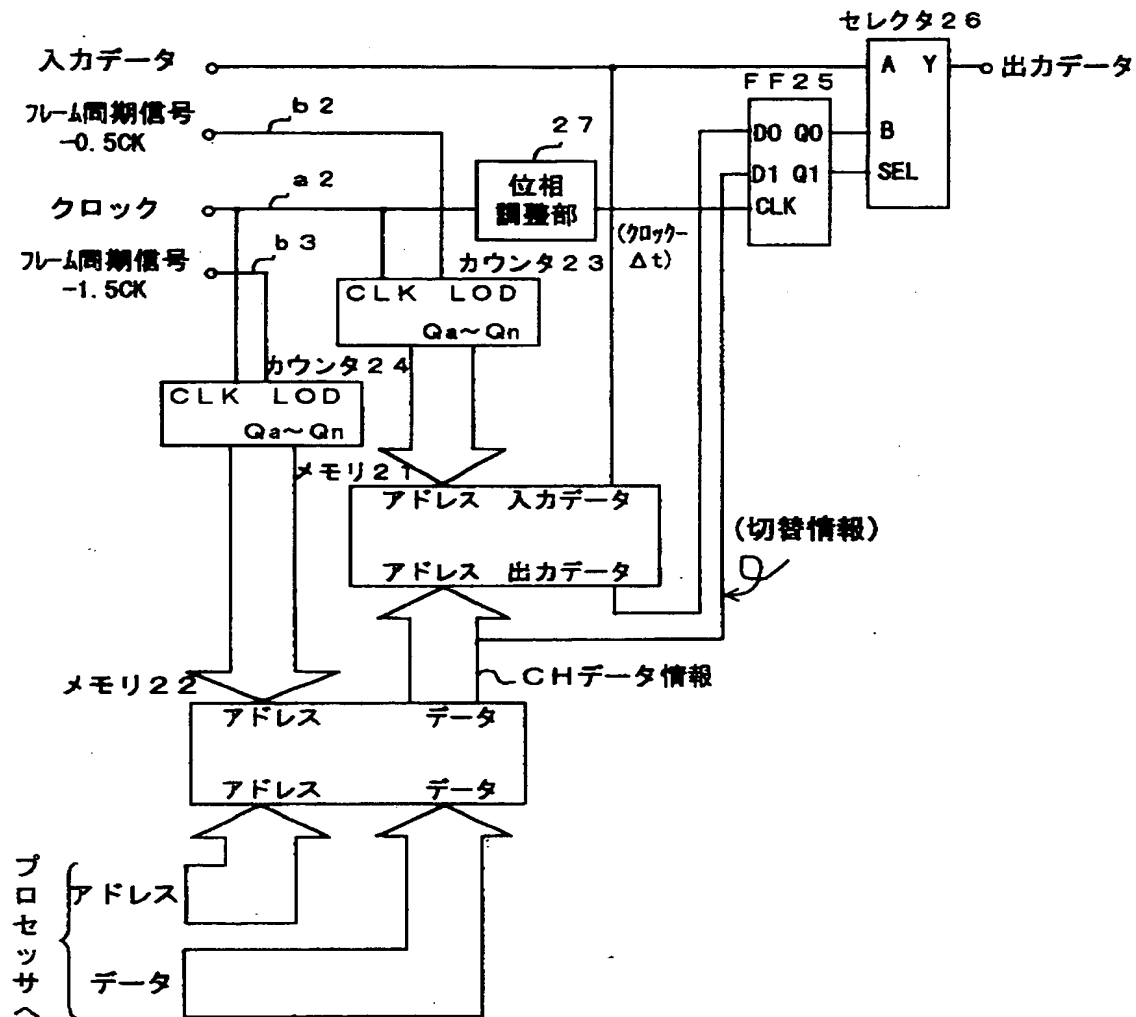 セレクタ26
入力データ
A Y
出力データ
FF25
フレーム同期信号
-0.5CK
b2
27
D0 Q0
B
D1 Q1
SEL
CLK
クロック
a2
位相
調整部
(クロック-
Δt)
フレーム同期信号
-1.5CK
b3
カウンタ23
CLK LOD
Qa~Qn
カウンタ24
CLK LOD
Qa~Qn
メモリ21
アドレス 入力データ
(切替情報)
アドレス 出力データ
CHデータ情報
メモリ22
アドレス データ
アドレス データ
プロセッサへ
アドレス
データ